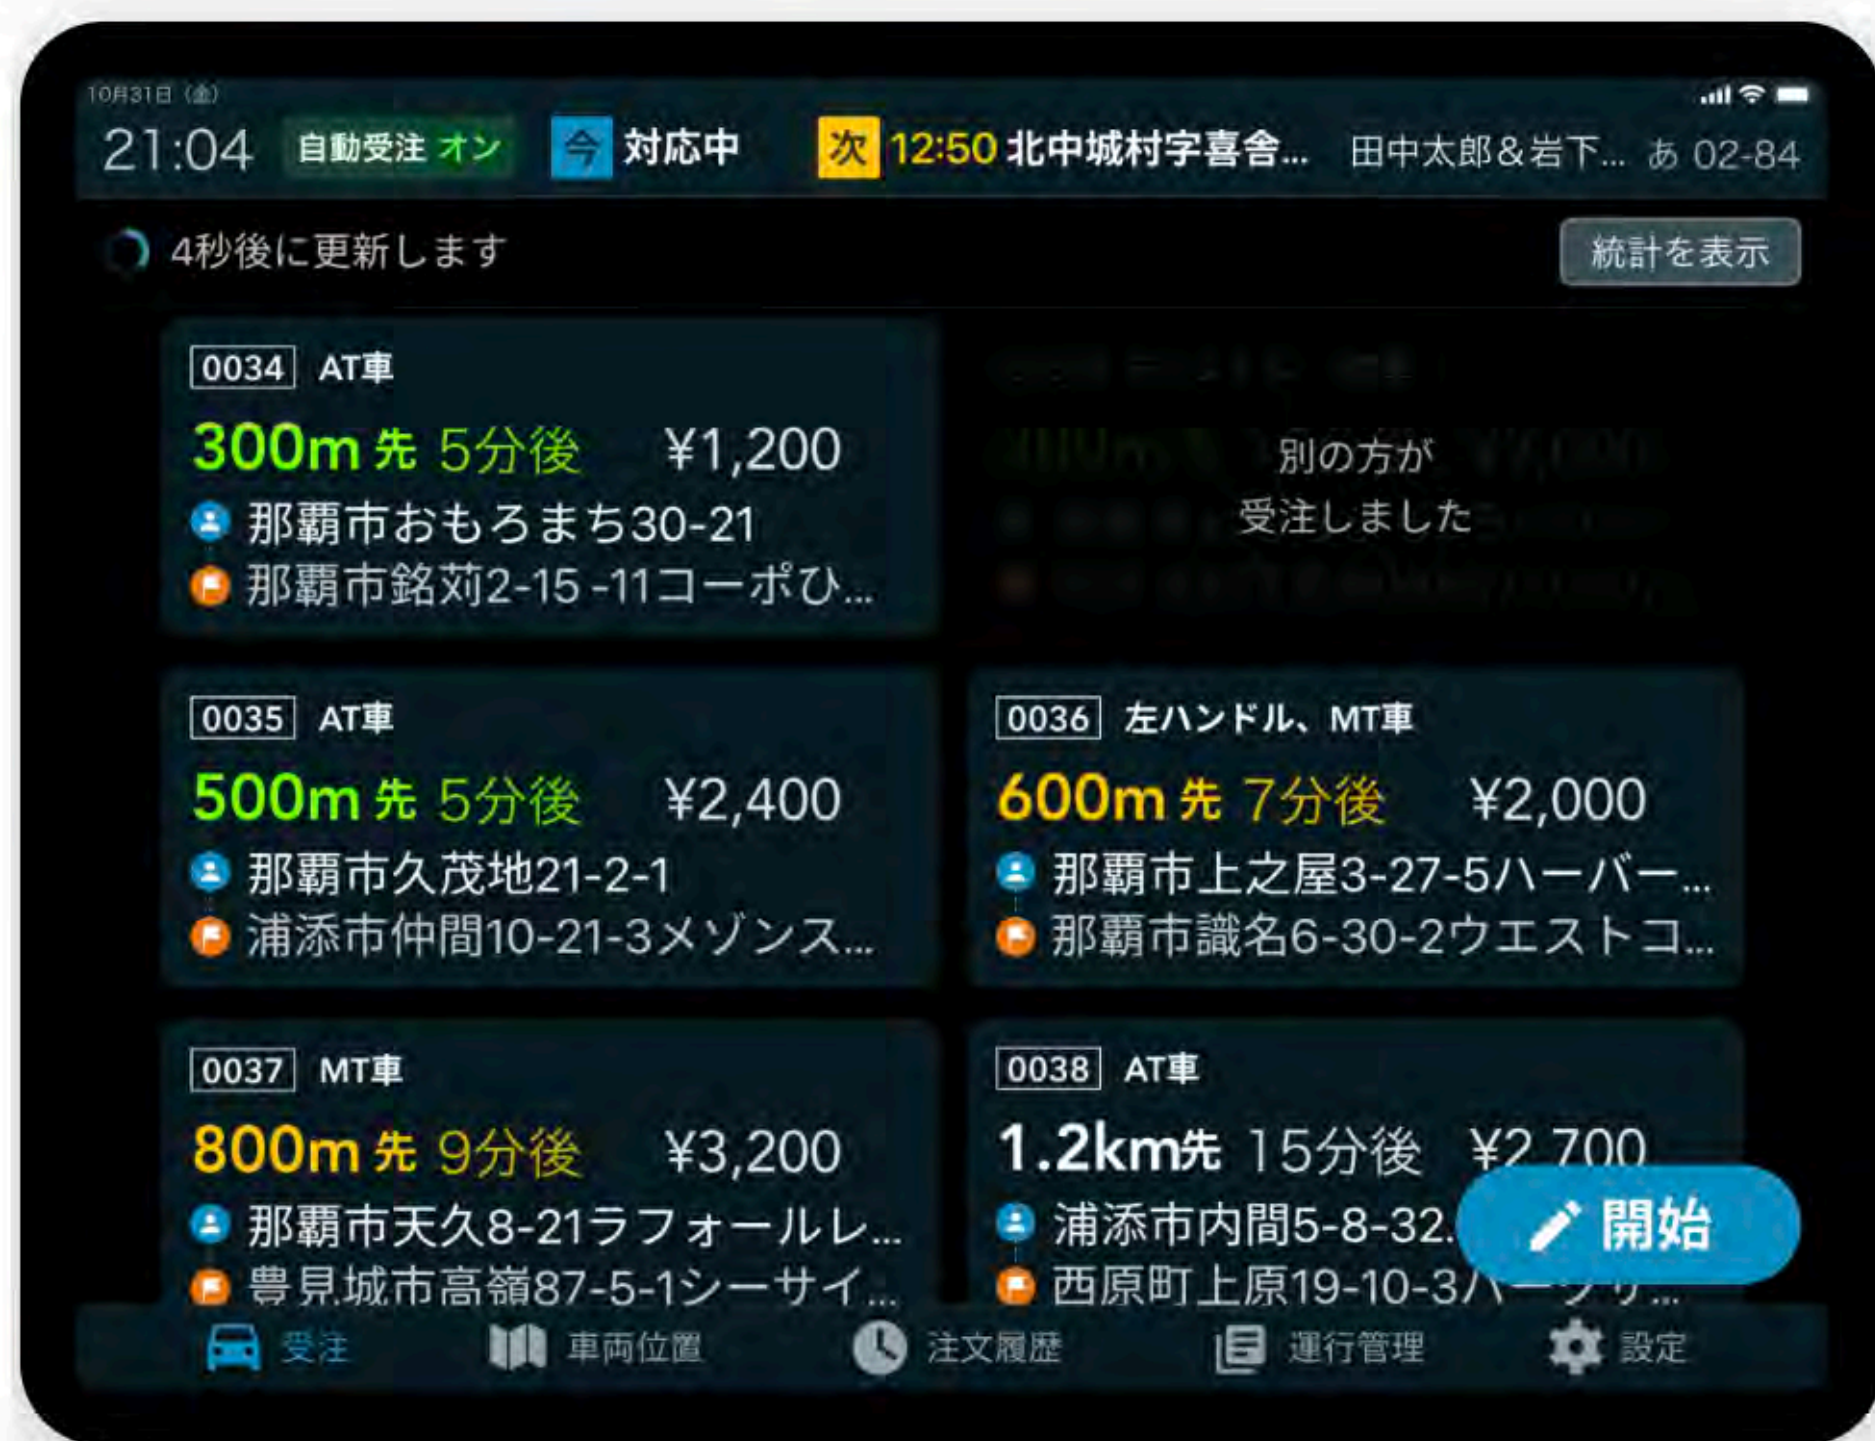 10月31日（金）
21:04 自動受注 オン 今 対応中 次 12:50 北中城村字喜舎... 田中太郎＆岩下... あ 02-84
4秒後に更新します 統計を表示
0034 AT車
300m 先 5分後 ¥1,200
那覇市おもろまち30-21
那覇市銘苅2-15-11コーポひ...
別の方が
受注しました
0035 AT車
500m 先 5分後 ¥2,400
那覇市久茂地21-2-1
浦添市仲間10-21-3メゾンス...
0036 左ハンドル、MT車
600m 先 7分後 ¥2,000
那覇市上之屋3-27-5ハーバー...
那覇市識名6-30-2ウエストコ...
0037 MT車
800m 先 9分後 ¥3,200
那覇市天久8-21ラフォールレ...
豊見城市高嶺87-5-1シーサイ...
0038 AT車
1.2km先 15分後 ¥2,700
浦添市内間5-8-32.
西原町上原19-10-3
開始
受注 車両位置 注文履歴 運行管理 設定